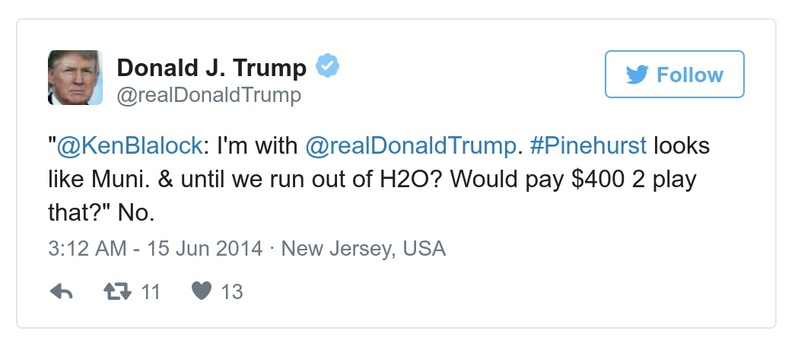 Donald J. Trump
@realDonaldTrump
Follow
"@KenBlalock: I'm with @realDonaldTrump. #Pinehurst looks
like Muni. & until we run out of H2O? Would pay $400 2 play
that?" No.
3:12 AM - 15 Jun 2014 · New Jersey, USA
11
13